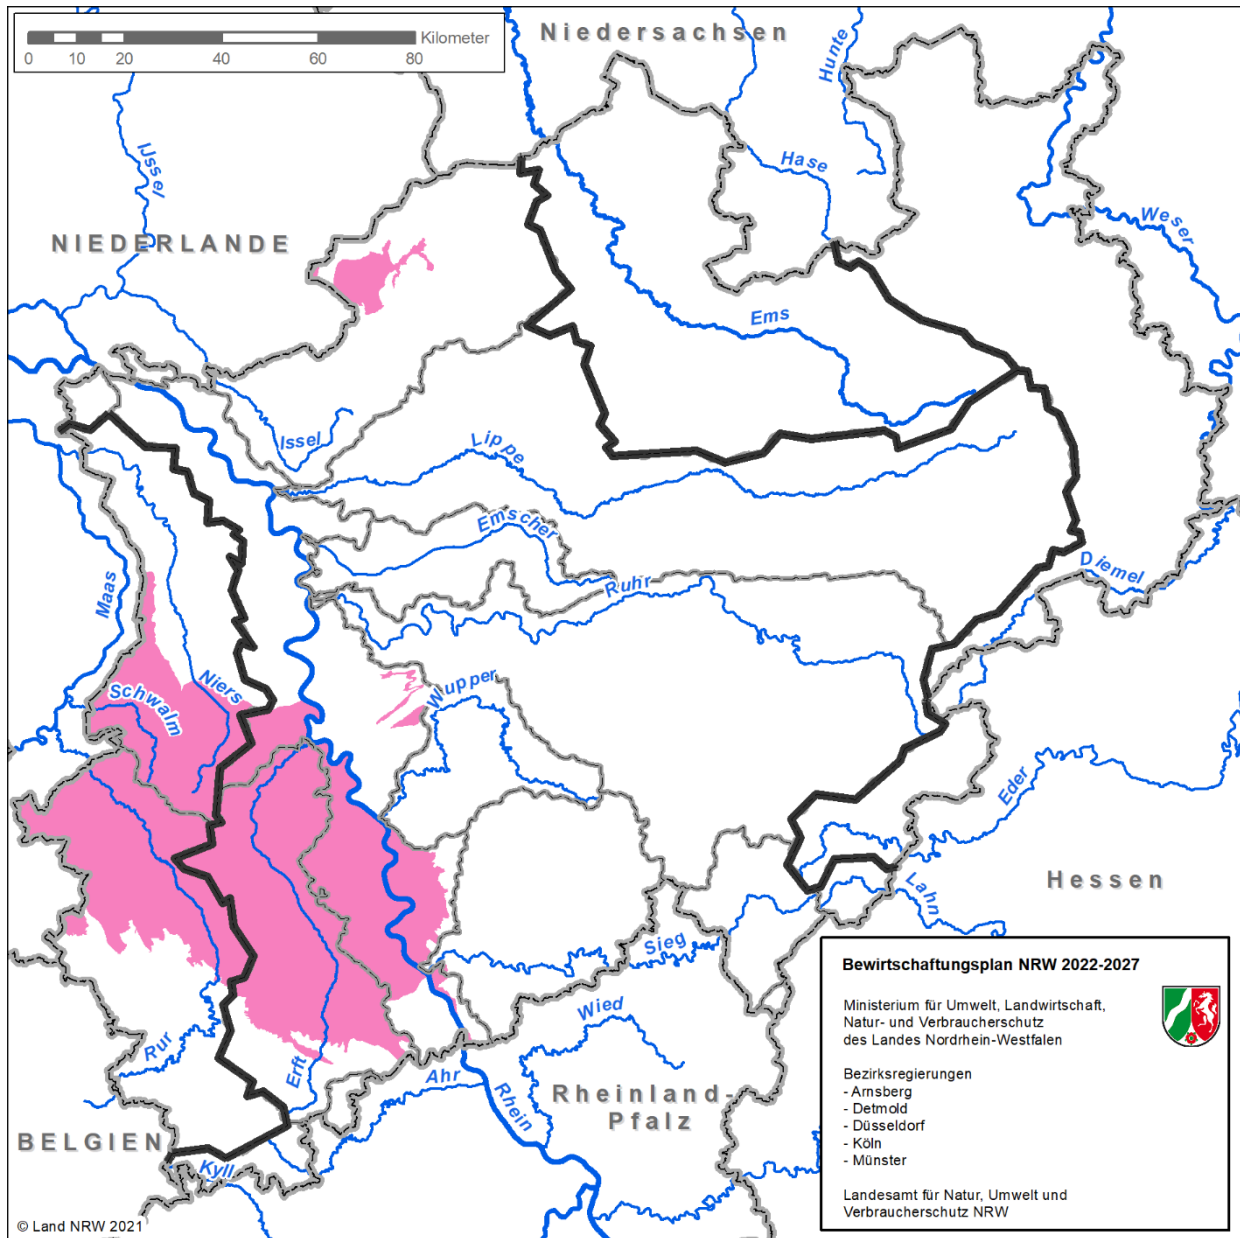 Kilometer
0 10 20 40 60 80
Niedersachsen
Hunte
IJssel
Hase
Weser
NIEDERLANDE
Ems
Issel
Lippe
Emscher
Diemel
Ruhr
Maas
Niers
Schwalm
Wupper
Eder
Hessen
Lahn
Sieg
Wied
Rur
Erft
Ahr
Rhein
Rheinland-
Pfalz
BELGIEN
Kyll
Bewirtschaftungsplan NRW 2022-2027
Ministerium für Umwelt, Landwirtschaft,
Natur- und Verbraucherschutz
des Landes Nordrhein-Westfalen
Bezirksregierungen
- Arnsberg
- Detmold
- Düsseldorf
- Köln
- Münster
Landesamt für Natur, Umwelt und
Verbraucherschutz NRW
© Land NRW 2021